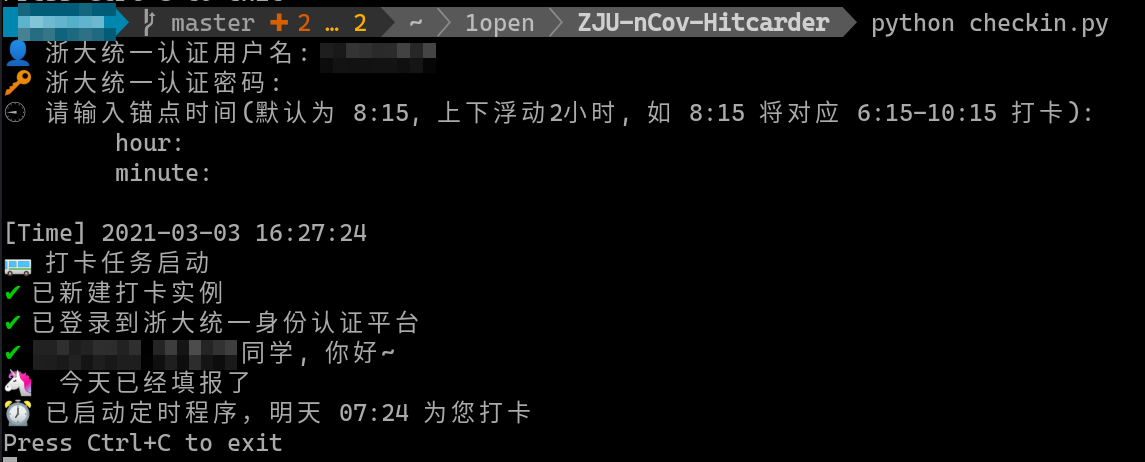 master + 2 … 2 ~ 1open ZJU-nCov-Hitcarder python checkin.py
浙大统一认证用户名:
浙大统一认证密码:
请输入锚点时间(默认为 8:15, 上下浮动2小时, 如 8:15 将对应 6:15-10:15 打卡):
hour:
minute:
[Time] 2021-03-03 16:27:24
打卡任务启动
✔已新建打卡实例
✔已登录到浙大统一身份认证平台
✔ 同学, 你好~
今天已经填报了
已启动定时程序，明天 07:24 为您打卡
Press Ctrl+C to exit